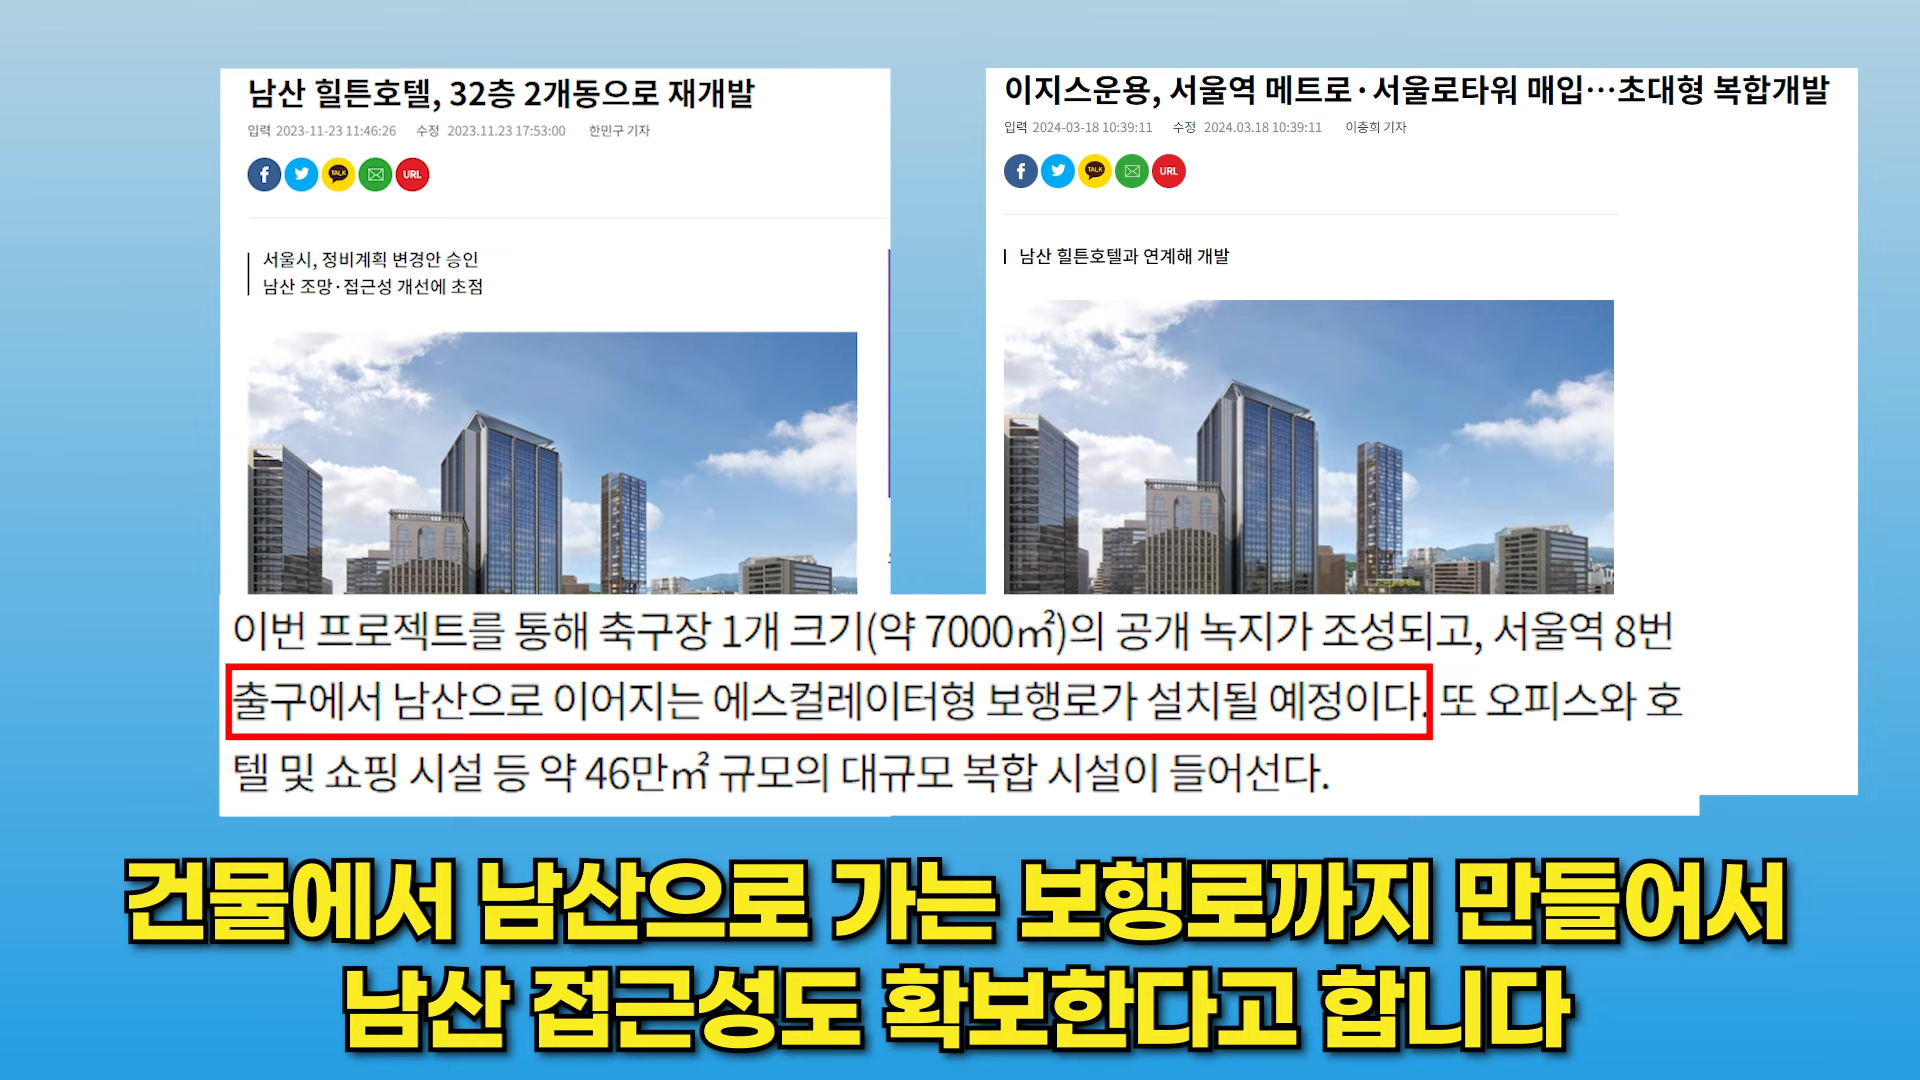 남산 힐튼호텔, 32층 2개동으로 재개발
입력 2023-11-23 11:46:26 수정 2023.11.23 17:53:00 한민구 기자
TALK
URL
서울시, 정비계획 변경안 승인
남산 조망·접근성 개선에 초점
이지스운용, 서울역 메트로·서울로타워 매입…초대형 복합개발
입력 2024-03-18 10:39:11 수정 2024.03.18 10:39:11 이충희 기자
TALK
URL
남산 힐튼호텔과 연계해 개발
이번 프로젝트를 통해 축구장 1개 크기(약 7000㎡)의 공개 녹지가 조성되고, 서울역 8번
출구에서 남산으로 이어지는 에스컬레이터형 보행로가 설치될 예정이다. 또 오피스와 호
텔 및 쇼핑 시설 등 약 46만㎡ 규모의 대규모 복합 시설이 들어선다.
건물에서 남산으로 가는 보행로까지 만들어서
남산 접근성도 확보한다고 합니다